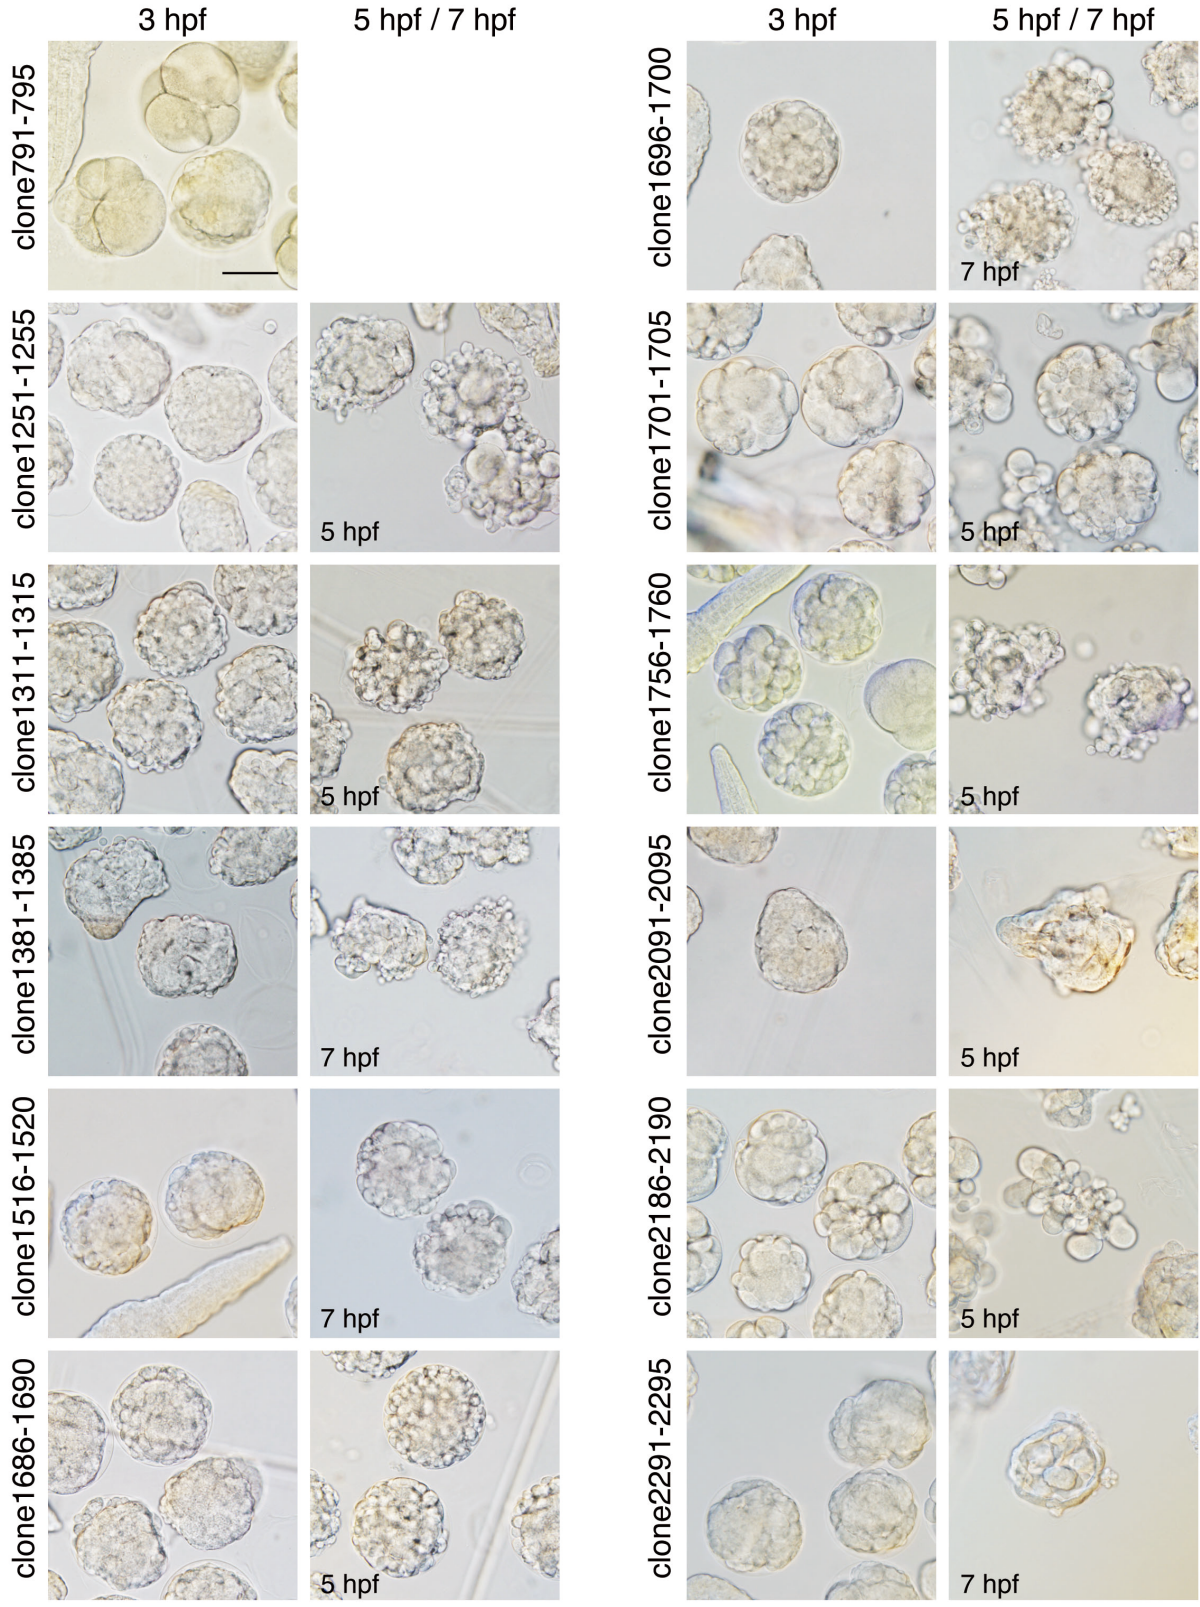 3 hpf
5 hpf / 7 hpf
3 hpf
5 hpf / 7 hpf
clone791-795
clone1696-1700
7 hpf
clone1251-1255
5 hpf
clone1701-1705
5 hpf
clone1311-1315
5 hpf
clone1756-1760
5 hpf
clone1381-1385
7 hpf
clone2091-2095
5 hpf
clone1516-1520
7 hpf
clone2186-2190
5 hpf
clone1686-1690
5 hpf
clone2291-2295
7 hpf